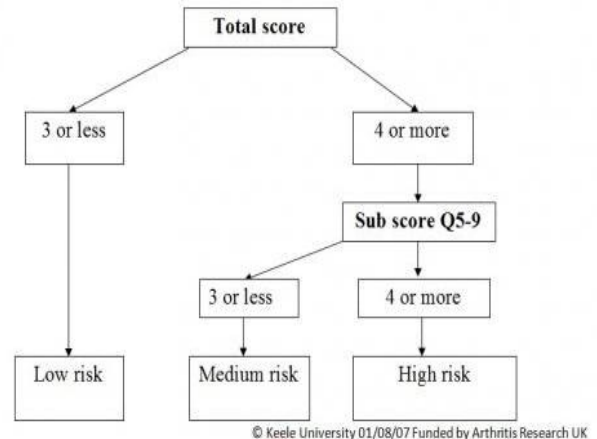 Total score
3 or less
4 or more
Sub score Q5-9
3 or less
4 or more
Low risk
Medium risk
High risk
© Keele University 01/08/07 Funded by Arthritis Research UK